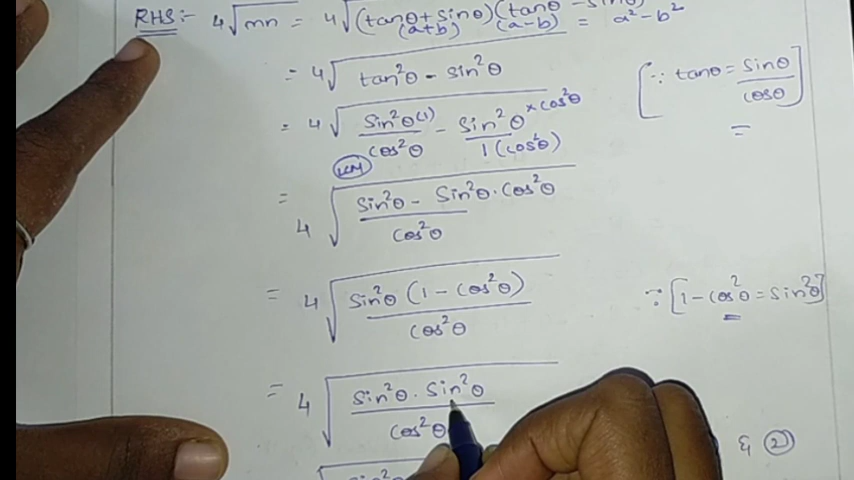 RHS:- 4√mn = 4√(tanθ + sinθ)(tanθ - sinθ)
(a+b) (a-b) = a² - b²
= 4√tan²θ - sin²θ [∵ tanθ = sinθ/cosθ]
= 4√sin²θ(1)/cos²θ - sin²θ × cos²θ/1(cos²θ) =
LCM
= 4√sin²θ - sin²θ·cos²θ/cos²θ
= 4√sin²θ(1 - cos²θ)/cos²θ ∵ [1 - cos²θ = sin²θ]
= 4√sin²θ · sin²θ/cos²θ
& ②
sin²θ